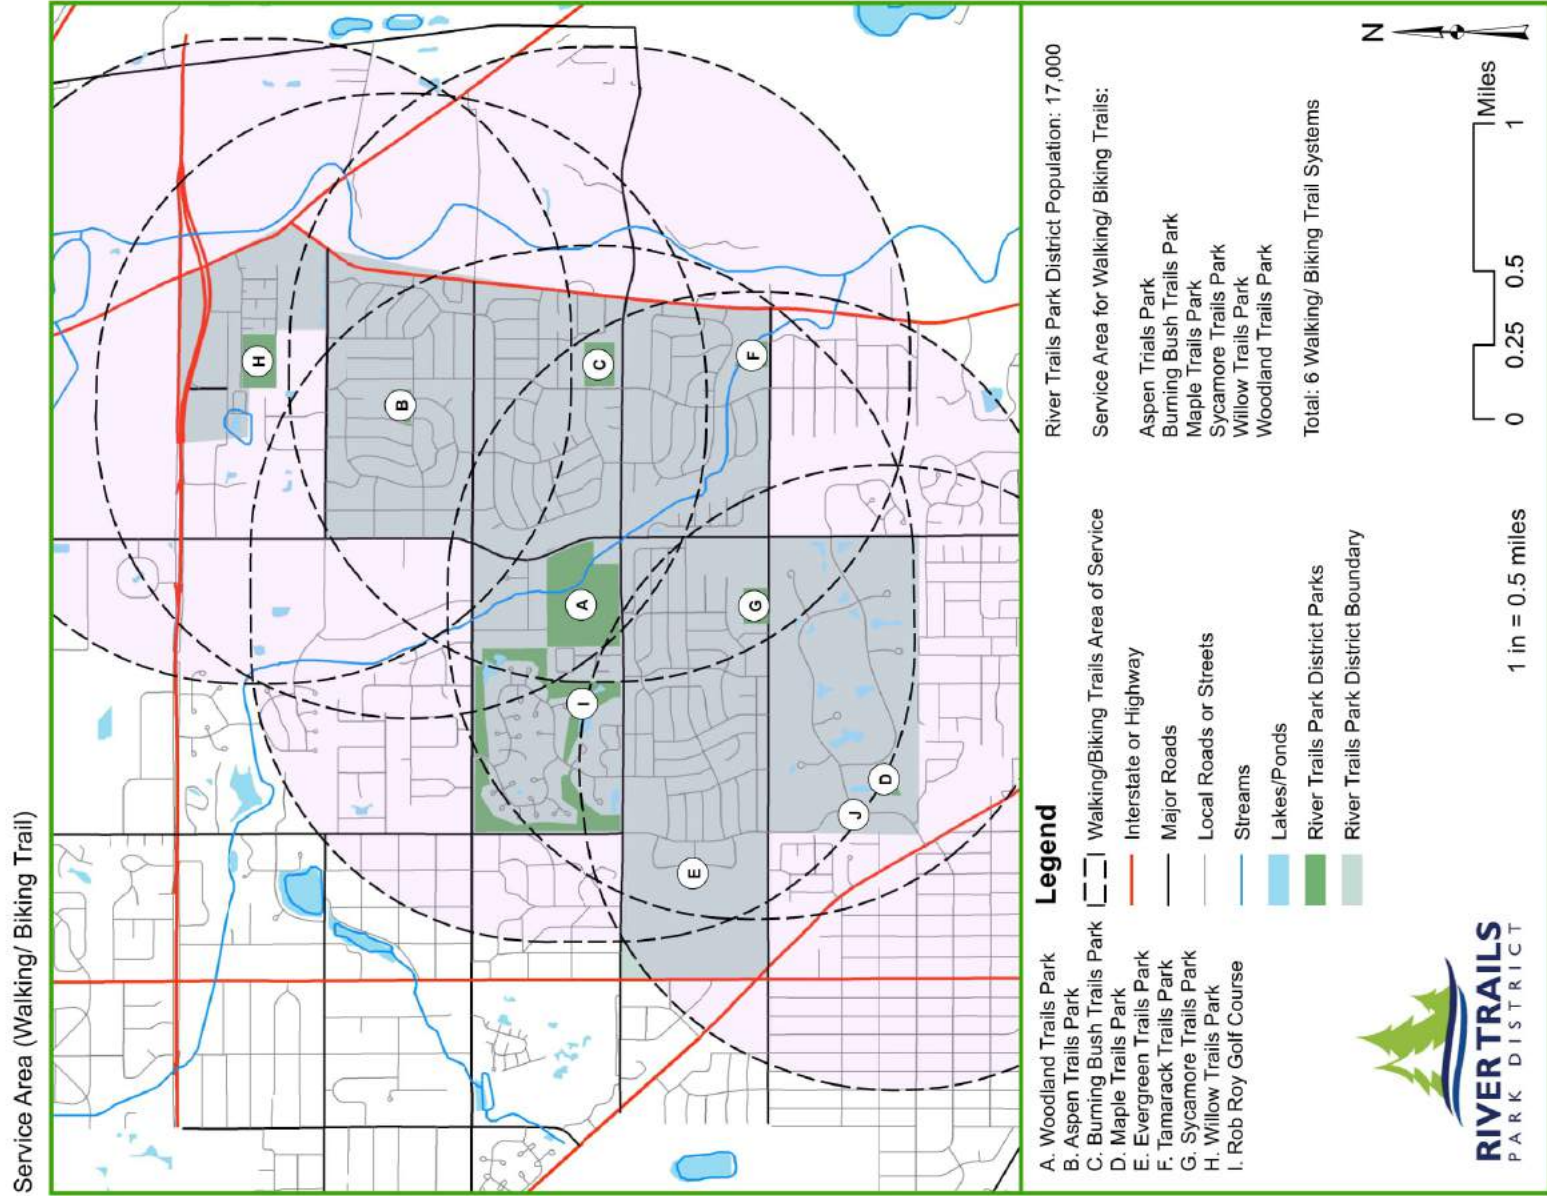 Service Area (Walking/ Biking Trail)
H
B
C
F
A
G
I
D
J
E
A. Woodland Trails Park
B. Aspen Trails Park
C. Burning Bush Trails Park
D. Maple Trails Park
E. Evergreen Trails Park
F. Tamarack Trails Park
G. Sycamore Trails Park
H. Willow Trails Park
I. Rob Roy Golf Course
Legend
Walking/Biking Trails Area of Service
Interstate or Highway
Major Roads
Local Roads or Streets
Streams
Lakes/Ponds
River Trails Park District Parks
River Trails Park District Boundary
River Trails Park District Population: 17,000
Service Area for Walking/ Biking Trails:
Aspen Trials Park
Burning Bush Trails Park
Maple Trails Park
Sycamore Trails Park
Willow Trails Park
Woodland Trails Park
Total: 6 Walking/ Biking Trail Systems
N
Miles
0 0.25 0.5 1
1 in = 0.5 miles
RIVER TRAILS
PARK DISTRICT